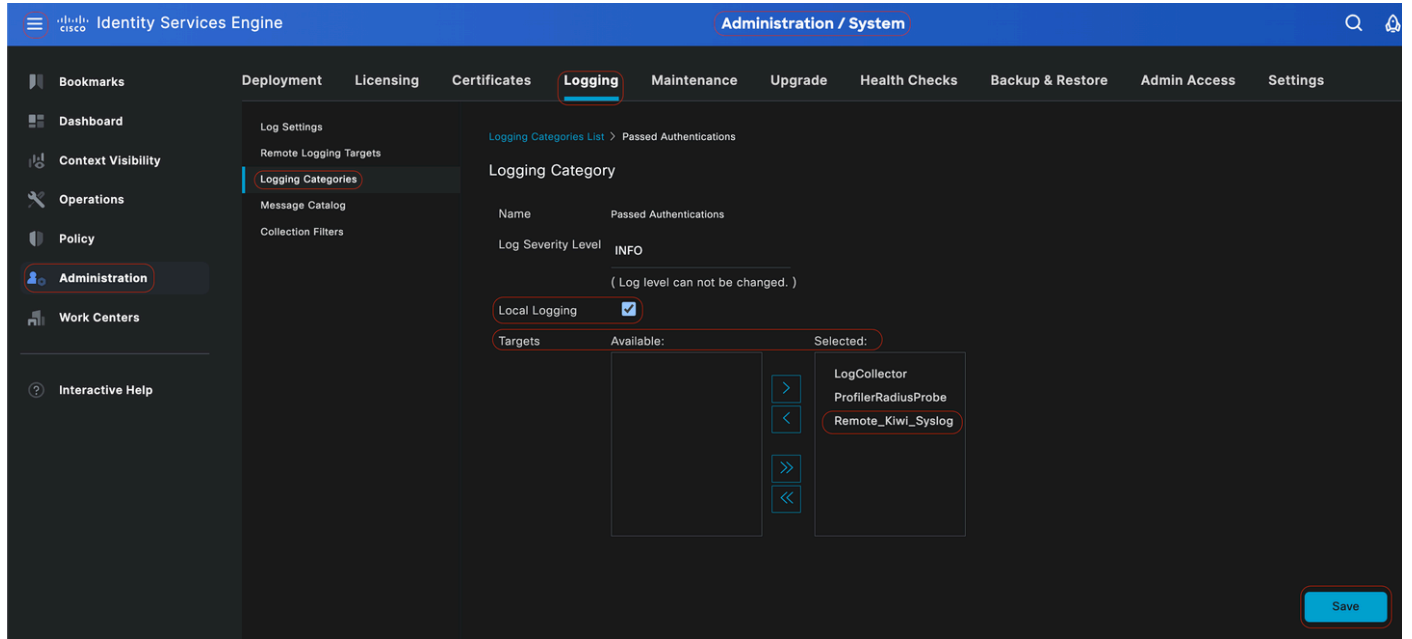 cisco Identity Services Engine
Administration / System
Bookmarks
Dashboard
Context Visibility
Operations
Policy
Administration
Work Centers
Interactive Help
Deployment Licensing Certificates Logging Maintenance Upgrade Health Checks Backup & Restore Admin Access Settings
Log Settings
Remote Logging Targets
Logging Categories
Message Catalog
Collection Filters
Logging Categories List > Passed Authentications
Logging Category
Name Passed Authentications
Log Severity Level INFO
( Log level can not be changed. )
Local Logging
Targets Available: Selected:
LogCollector
ProfilerRadiusProbe
Remote_Kiwi_Syslog
Save